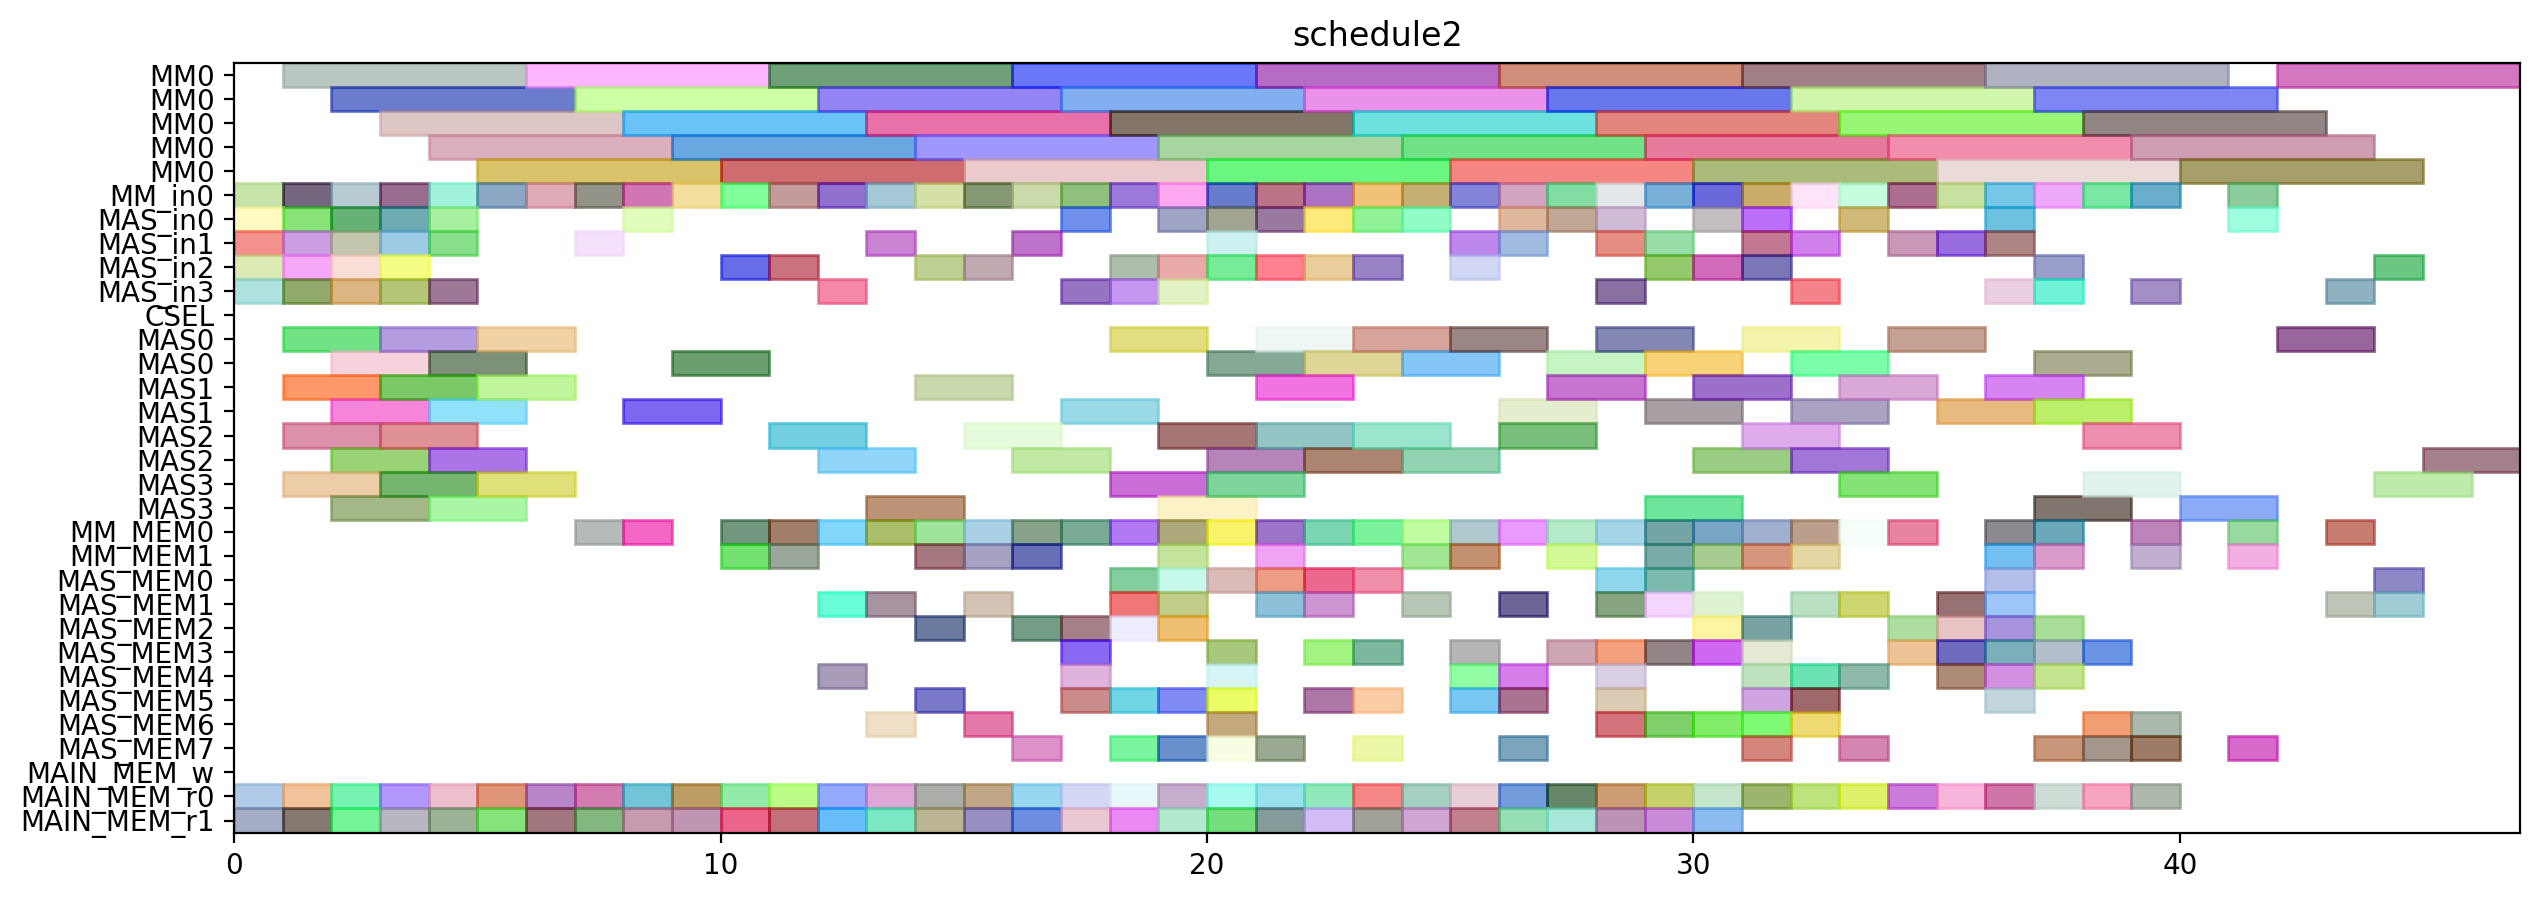 schedule2
MM0
MM0
MM0
MM0
MM0
MM_in0
MAS_in0
MAS_in1
MAS_in2
MAS_in3
CSEL
MAS0
MAS0
MAS1
MAS1
MAS2
MAS2
MAS3
MAS3
MM_MEM0
MM_MEM1
MAS_MEM0
MAS_MEM1
MAS_MEM2
MAS_MEM3
MAS_MEM4
MAS_MEM5
MAS_MEM6
MAS_MEM7
MAIN_MEM_w
MAIN_MEM_r0
MAIN_MEM_r1
0 10 20 30 40